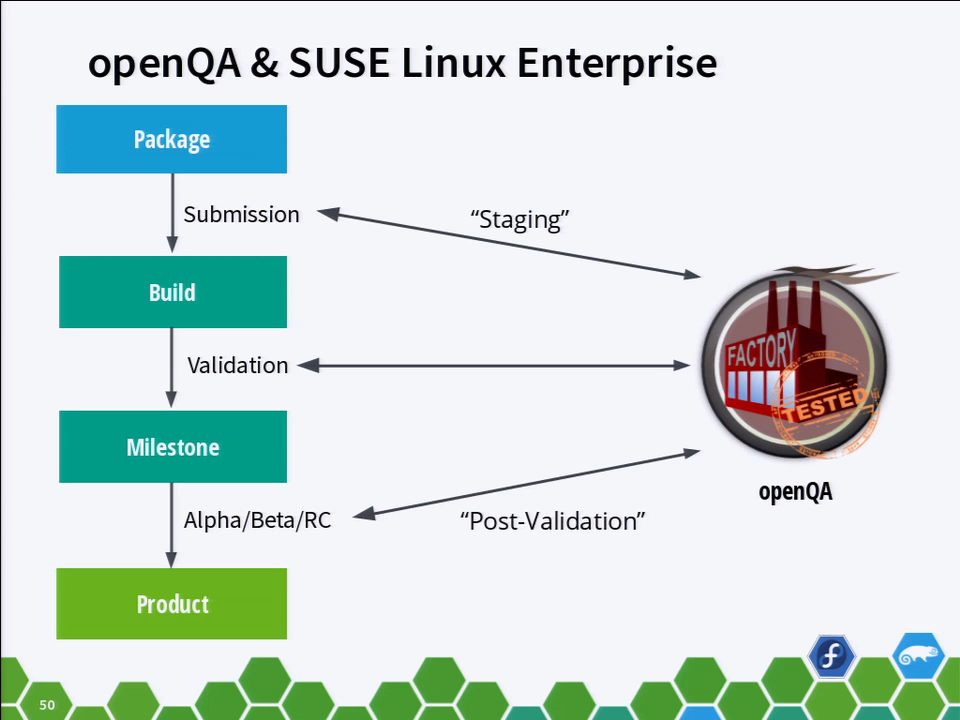 openQA & SUSE Linux Enterprise
Package
Submission
“Staging”
Build
Validation
FACTORY
TESTED
Milestone
openQA
Alpha/Beta/RC
“Post-Validation”
Product
50